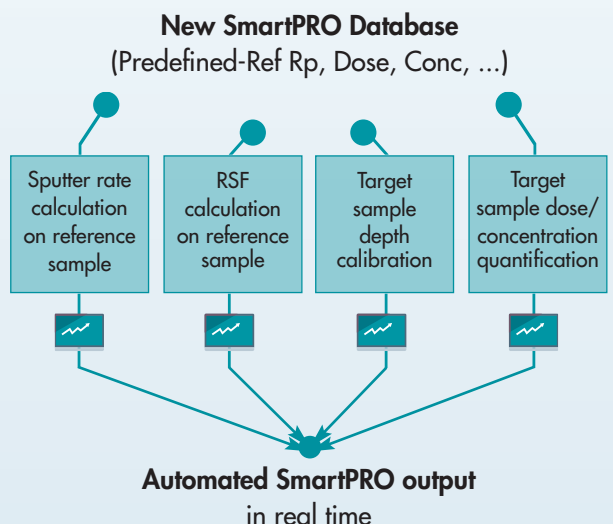 New SmartPRO Database
(Predefined-Ref Rp, Dose, Conc, ...)
Sputter rate
calculation
on reference
sample
RSF
calculation
on reference
sample
Target
sample
depth
calibration
Target
sample dose/
concentration
quantification
Automated SmartPRO output
in real time